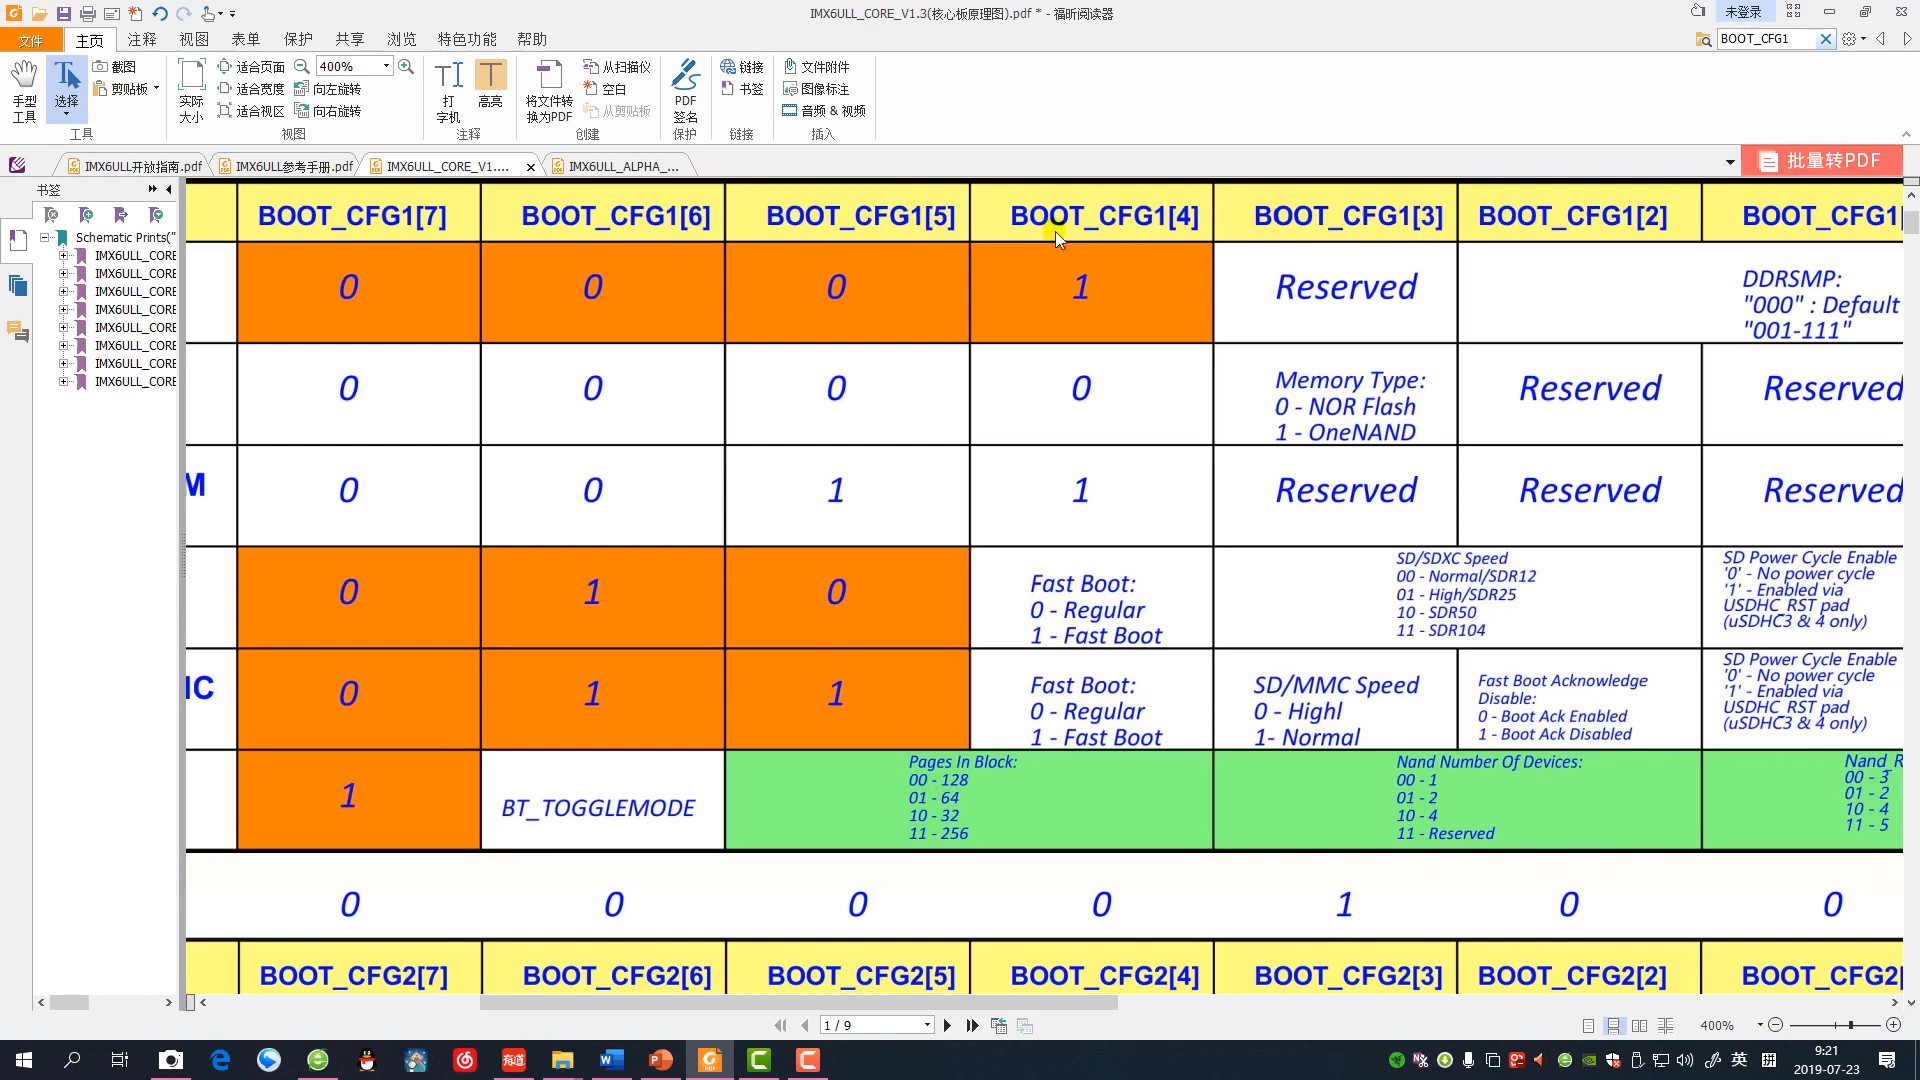 IMX6ULL_CORE_V1.3(核心板原理图).pdf * - 福昕阅读器
未登录
文件 主页 注释 视图 表单 保护 共享 浏览 特色功能 帮助
BOOT_CFG1
手型
工具
选择
截图
剪贴板
工具
实际
大小
适合页面
适合宽度
适合视区
400%
向左旋转
向右旋转
视图
打
字机
高亮
注释
将文件转
换为PDF
从扫描仪
空白
从剪贴板
创建
PDF
签名
保护
链接
书签
链接
文件附件
图像标注
音频 & 视频
插入
IMX6ULL开放指南.pdf
IMX6ULL参考手册.pdf
IMX6ULL_CORE_V1....
IMX6ULL_ALPHA_...
批量转PDF
书签
Schematic Prints("
IMX6ULL_CORE
IMX6ULL_CORE
IMX6ULL_CORE
IMX6ULL_CORE
IMX6ULL_CORE
IMX6ULL_CORE
IMX6ULL_CORE
IMX6ULL_CORE
BOOT_CFG1[7] BOOT_CFG1[6] BOOT_CFG1[5] BOOT_CFG1[4] BOOT_CFG1[3] BOOT_CFG1[2] BOOT_CFG1[
0 0 0 1 Reserved
DDRSMP:
"000" : Default
"001-111"
0 0 0 0
Memory Type:
0 - NOR Flash
1 - OneNAND
Reserved Reserved
M 0 0 1 1 Reserved Reserved Reserved
0 1 0
Fast Boot:
0 - Regular
1 - Fast Boot
SD/SDXC Speed
00 - Normal/SDR12
01 - High/SDR25
10 - SDR50
11 - SDR104
SD Power Cycle Enable
'0' - No power cycle
'1' - Enabled via
USDHC_RST pad
(uSDHC3 & 4 only)
IC 0 1 1
Fast Boot:
0 - Regular
1 - Fast Boot
SD/MMC Speed
0 - Highl
1- Normal
Fast Boot Acknowledge
Disable:
0 - Boot Ack Enabled
1 - Boot Ack Disabled
SD Power Cycle Enable
'0' - No power cycle
'1' - Enabled via
USDHC_RST pad
(uSDHC3 & 4 only)
1 BT_TOGGLEMODE
Pages In Block:
00 - 128
01 - 64
10 - 32
11 - 256
Nand Number Of Devices:
00 - 1
01 - 2
10 - 4
11 - Reserved
Nand_R
00 - 3
01 - 2
10 - 4
11 - 5
0 0 0 0 1 0 0
BOOT_CFG2[7] BOOT_CFG2[6] BOOT_CFG2[5] BOOT_CFG2[4] BOOT_CFG2[3] BOOT_CFG2[2] BOOT_CFG2[
1 / 9
400%
有道
英
9:21
2019-07-23